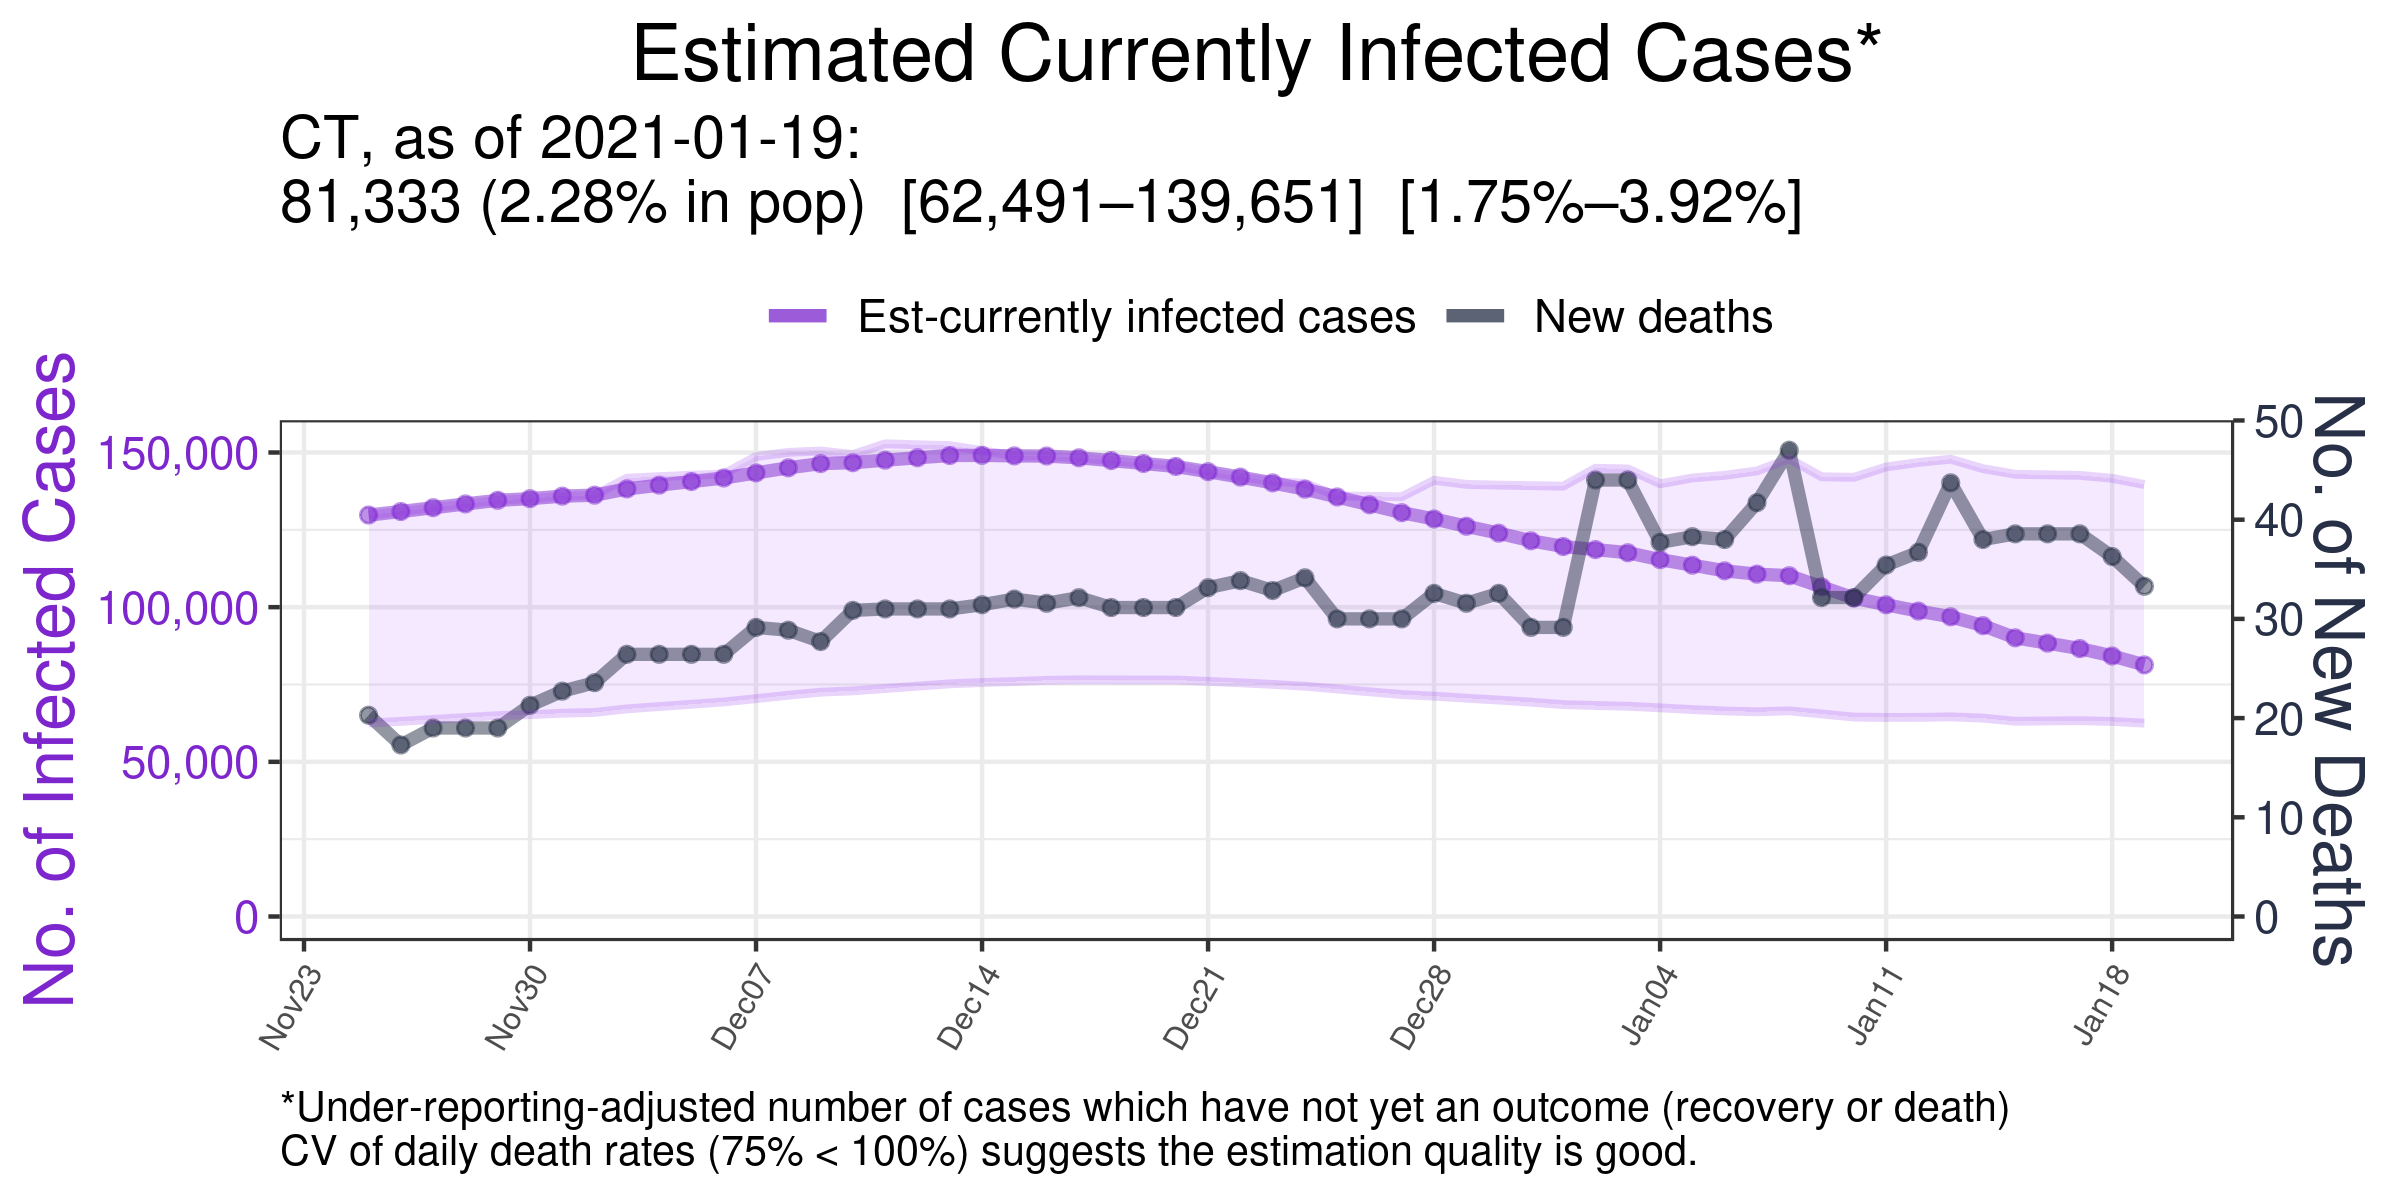 Estimated Currently Infected Cases*
CT, as of 2021-01-19:
81,333 (2.28% in pop)  [62,491–139,651]  [1.75%–3.92%]
Est-currently infected cases
New deaths
No. of Infected Cases
150,000
100,000
50,000
0
50
40
30
20
10
0
No. of New Deaths
Nov23
Nov30
Dec07
Dec14
Dec21
Dec28
Jan04
Jan11
Jan18
*Under-reporting-adjusted number of cases which have not yet an outcome (recovery or death)
CV of daily death rates (75% < 100%) suggests the estimation quality is good.